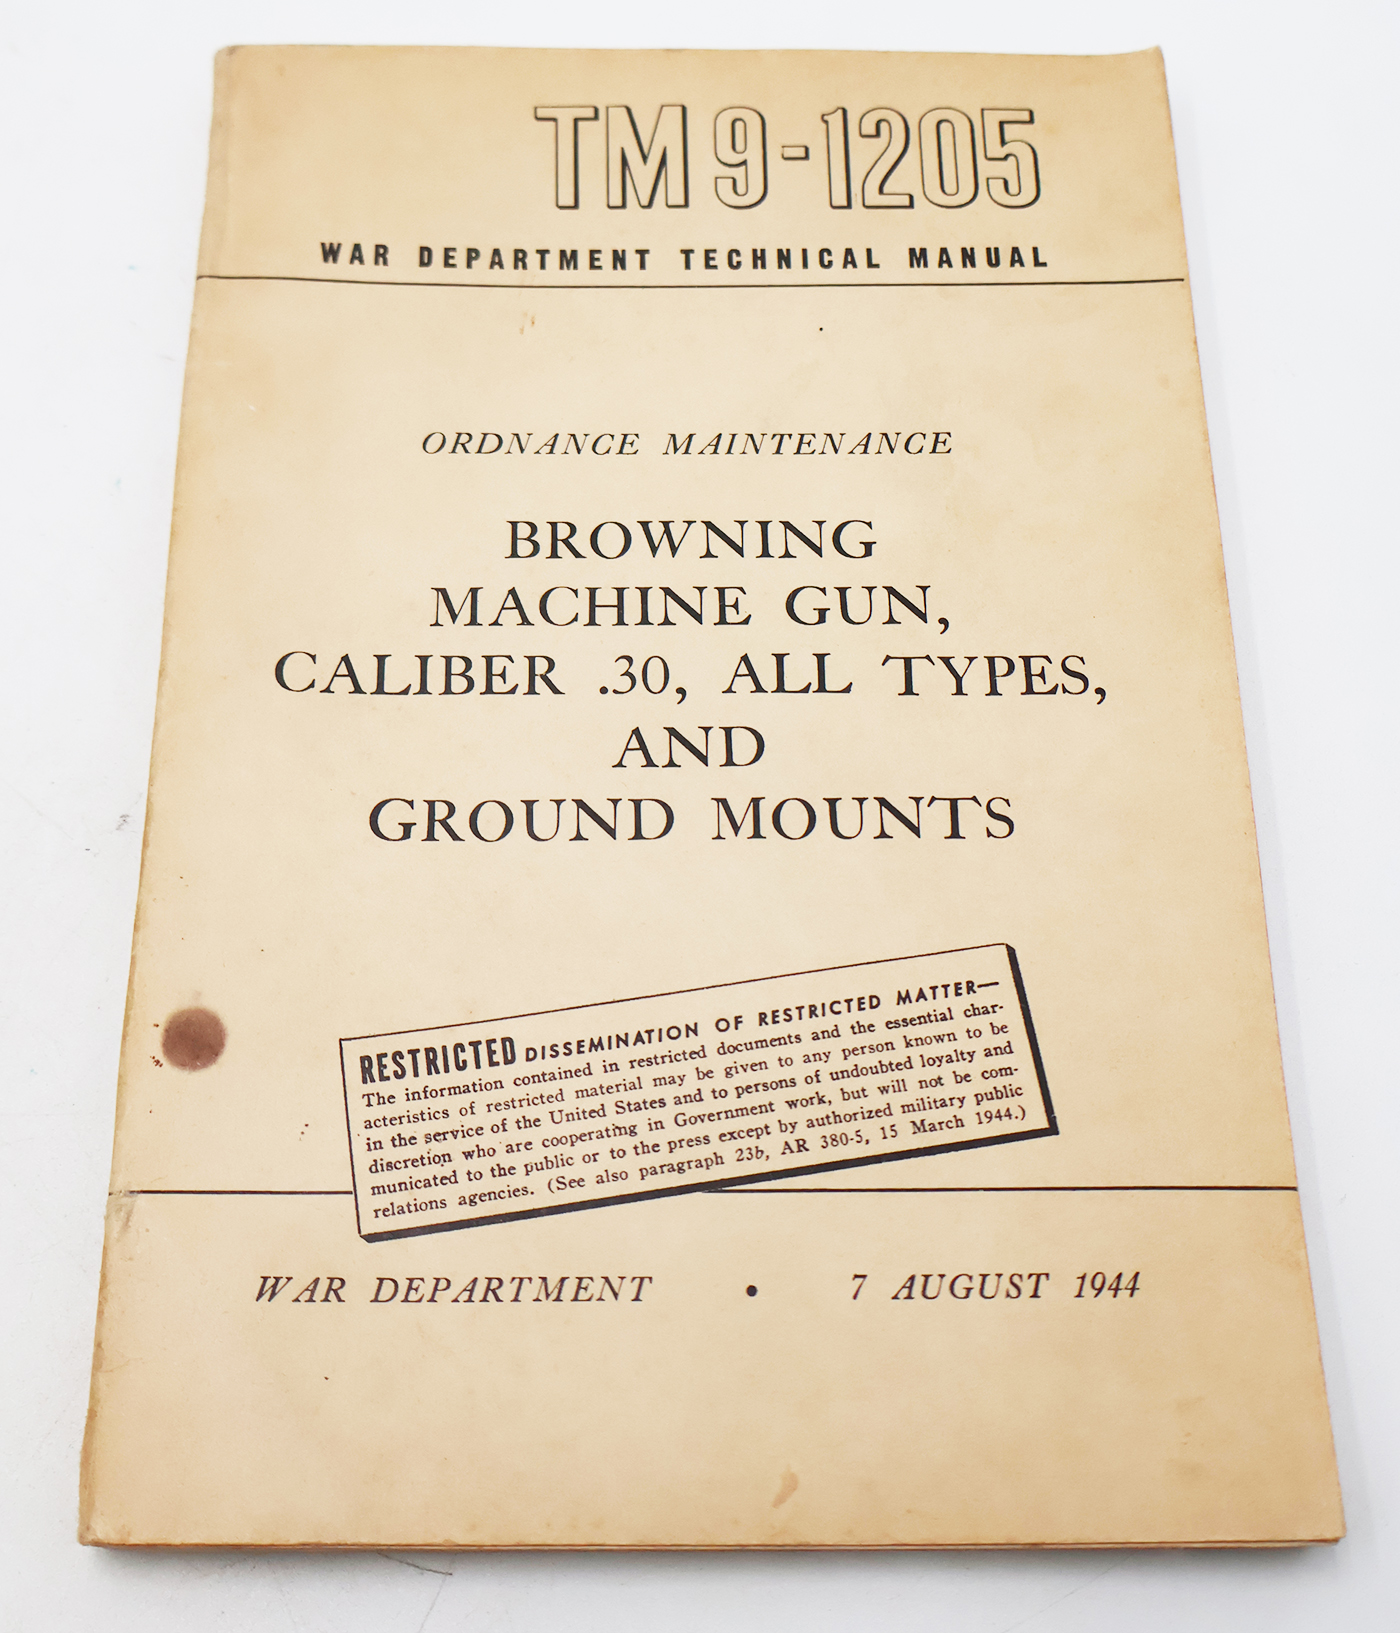 TM 9-1205
WAR DEPARTMENT TECHNICAL MANUAL
ORDNANCE MAINTENANCE
BROWNING
MACHINE GUN,
CALIBER .30, ALL TYPES,
AND
GROUND MOUNTS
RESTRICTED DISSEMINATION OF RESTRICTED MATTER—
The information contained in restricted documents and the essential char-
acteristics of restricted material may be given to any person known to be
in the service of the United States and to persons of undoubted loyalty and
discretion who are cooperating in Government work, but will not be com-
municated to the public or to the press except by authorized military public
relations agencies. (See also paragraph 23b, AR 380-5, 15 March 1944.)
WAR DEPARTMENT • 7 AUGUST 1944